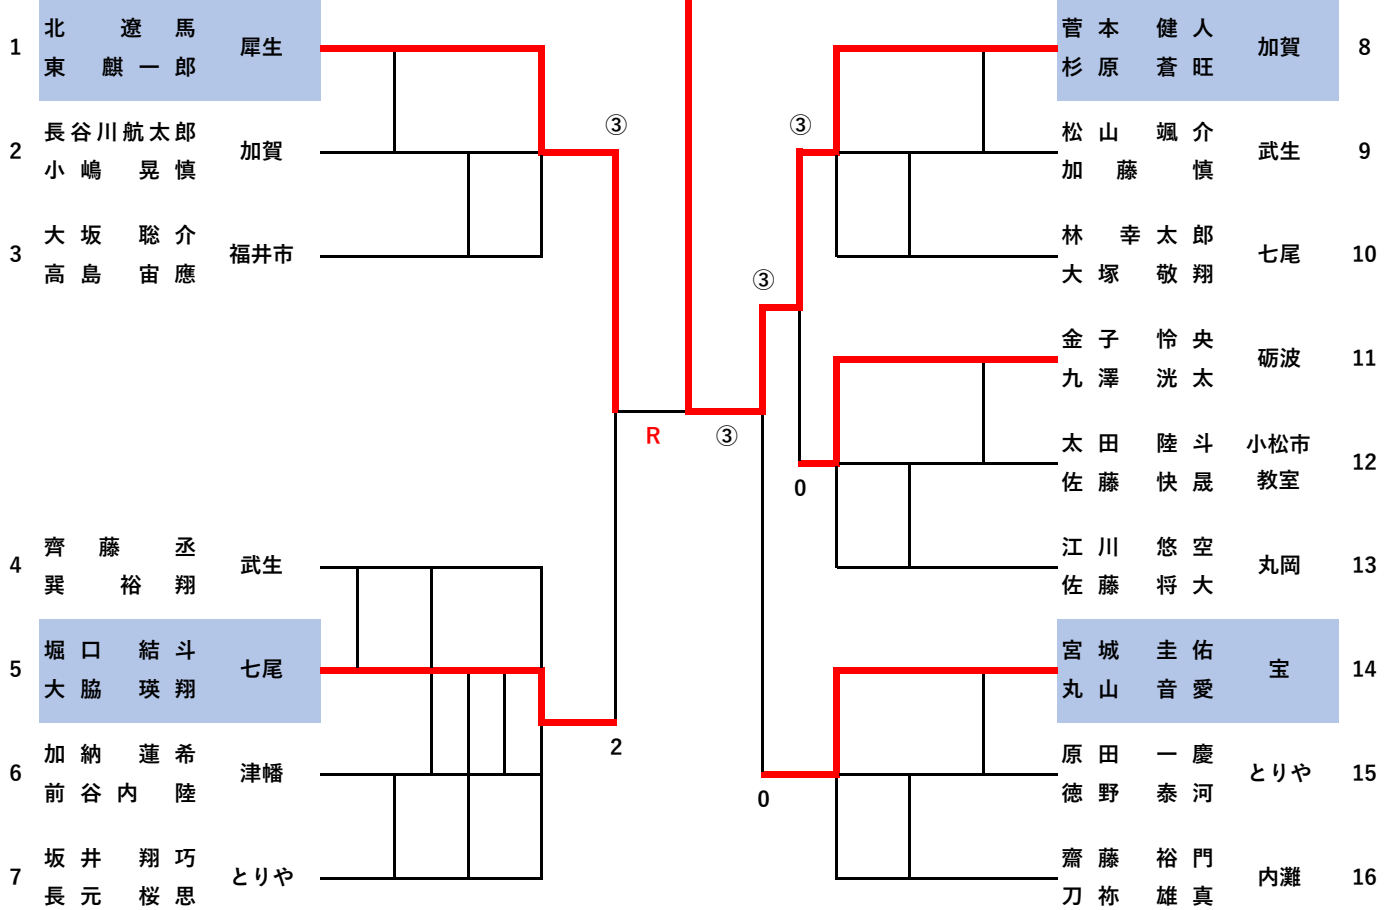 1 北 遼馬 犀生
東 麒一郎
2 長谷川航太郎 加賀
小嶋 晃慎
3 大坂 聡介 福井市
高島 宙應
4 齊藤 丞 武生
巽 裕翔
5 堀口 結斗 七尾
大脇 瑛翔
6 加納 蓮希 津幡
前谷内 陸
7 坂井 翔巧 とりや
長元 桜思
③
2
R
③
③
③
0
0
菅本 健人 加賀 8
杉原 蒼旺
松山 颯介 武生 9
加藤 慎
林 幸太郎 七尾 10
大塚 敬翔
金子 怜央 砺波 11
九澤 洸太
太田 陸斗 小松市 12
佐藤 快晟 教室
江川 悠空 丸岡 13
佐藤 将大
宮城 圭佑 宝 14
丸山 音愛
原田 一慶 とりや 15
徳野 泰河
齋藤 裕門 内灘 16
刀祢 雄真